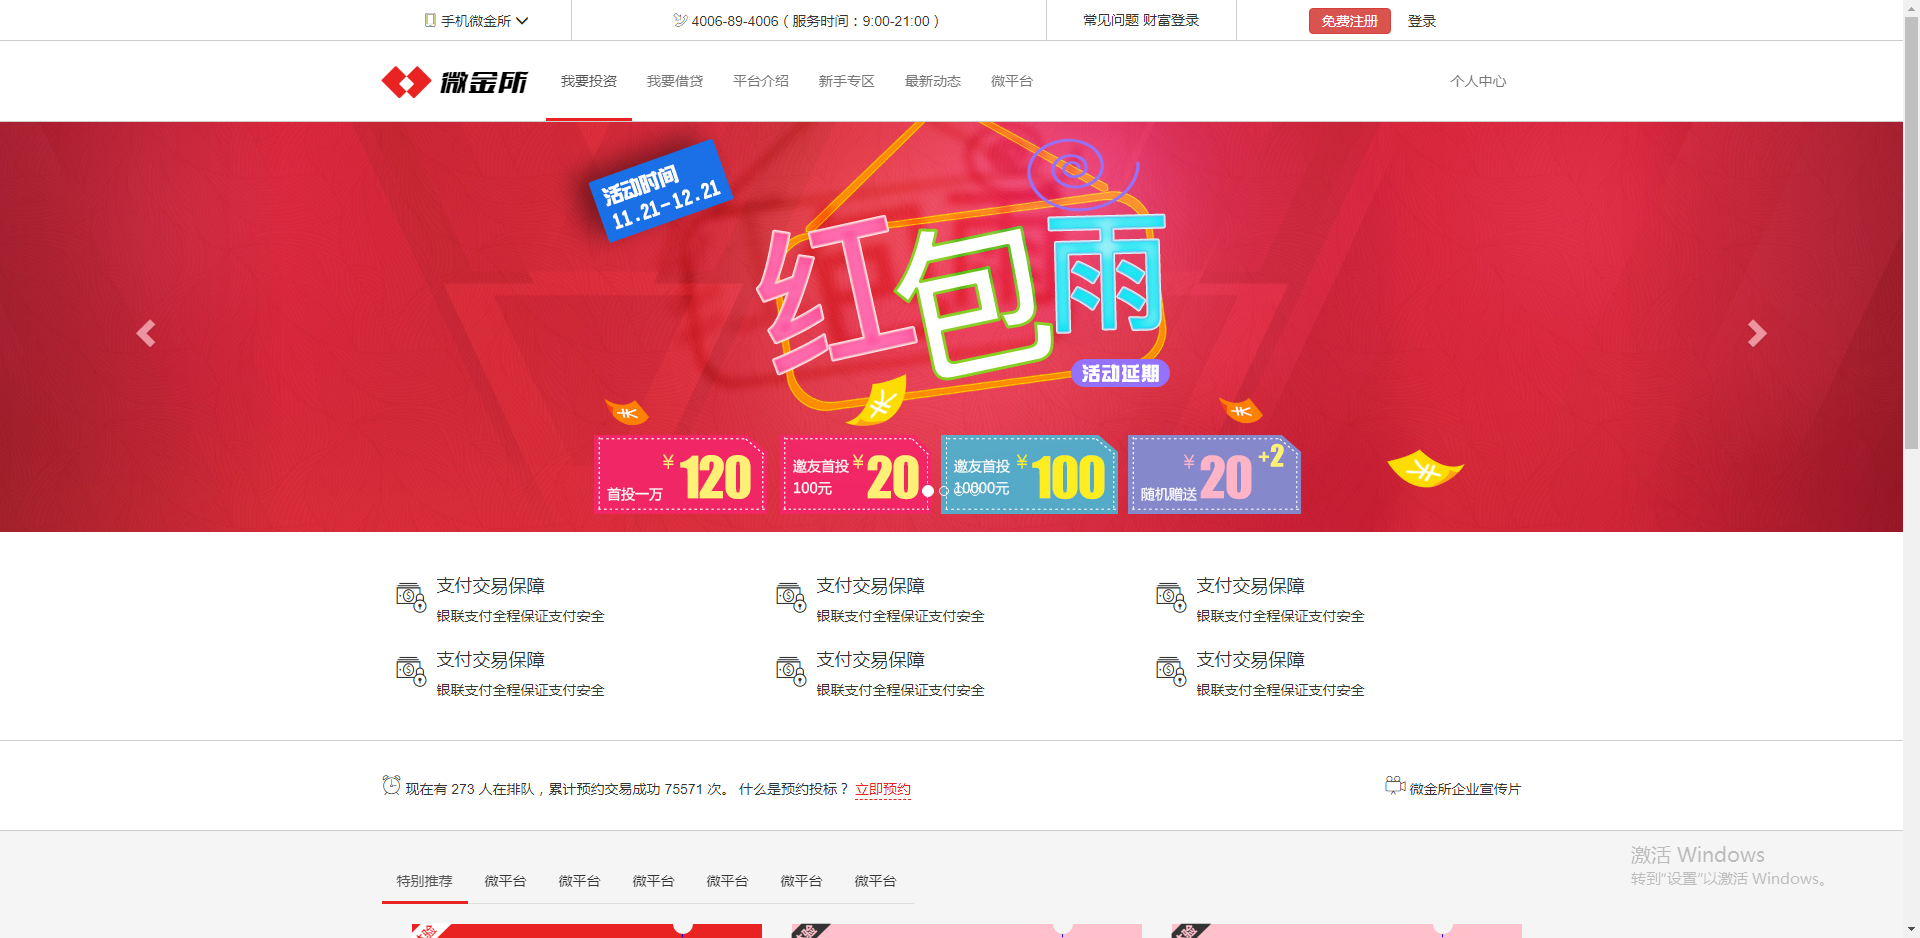 手机微金所
4006-89-4006（服务时间：9:00-21:00）
常见问题 财富登录
免费注册
登录
微金所
我要投资
我要借贷
平台介绍
新手专区
最新动态
微平台
个人中心
活动时间
11.21-12.21
红包雨
活动延期
首投一万
¥120
邀友首投
100元
¥20
邀友首投
10000元
¥100
随机赠送
¥20+2
支付交易保障
银联支付全程保证支付安全
支付交易保障
银联支付全程保证支付安全
支付交易保障
银联支付全程保证支付安全
支付交易保障
银联支付全程保证支付安全
支付交易保障
银联支付全程保证支付安全
支付交易保障
银联支付全程保证支付安全
现在有 273 人在排队，累计预约交易成功 75571 次。 什么是预约投标？ 立即预约
微金所企业宣传片
激活 Windows
转到"设置"以激活 Windows。
特别推荐
微平台
微平台
微平台
微平台
微平台
微平台